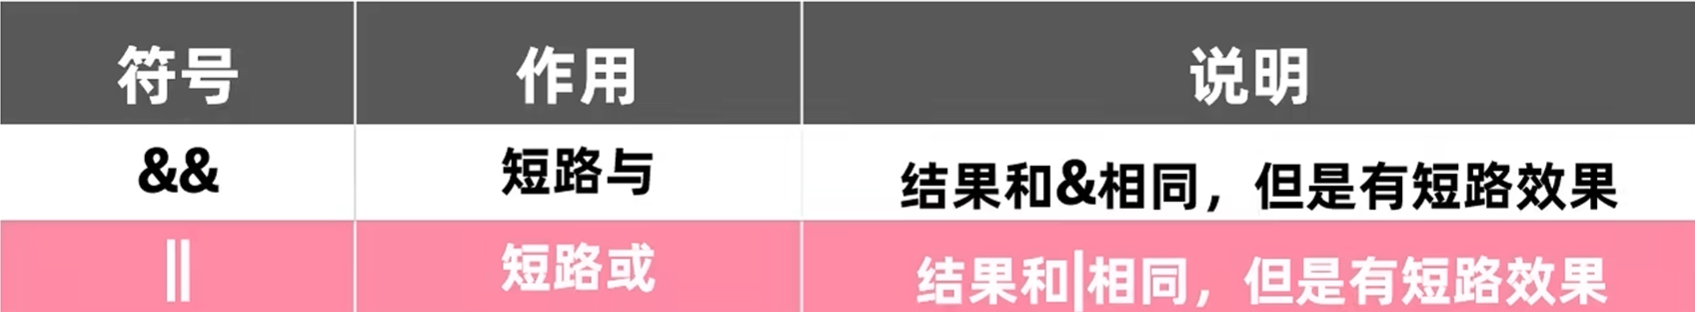 符号 作用 说明
&& 短路与 结果和&相同，但是有短路效果
|| 短路或 结果和|相同，但是有短路效果